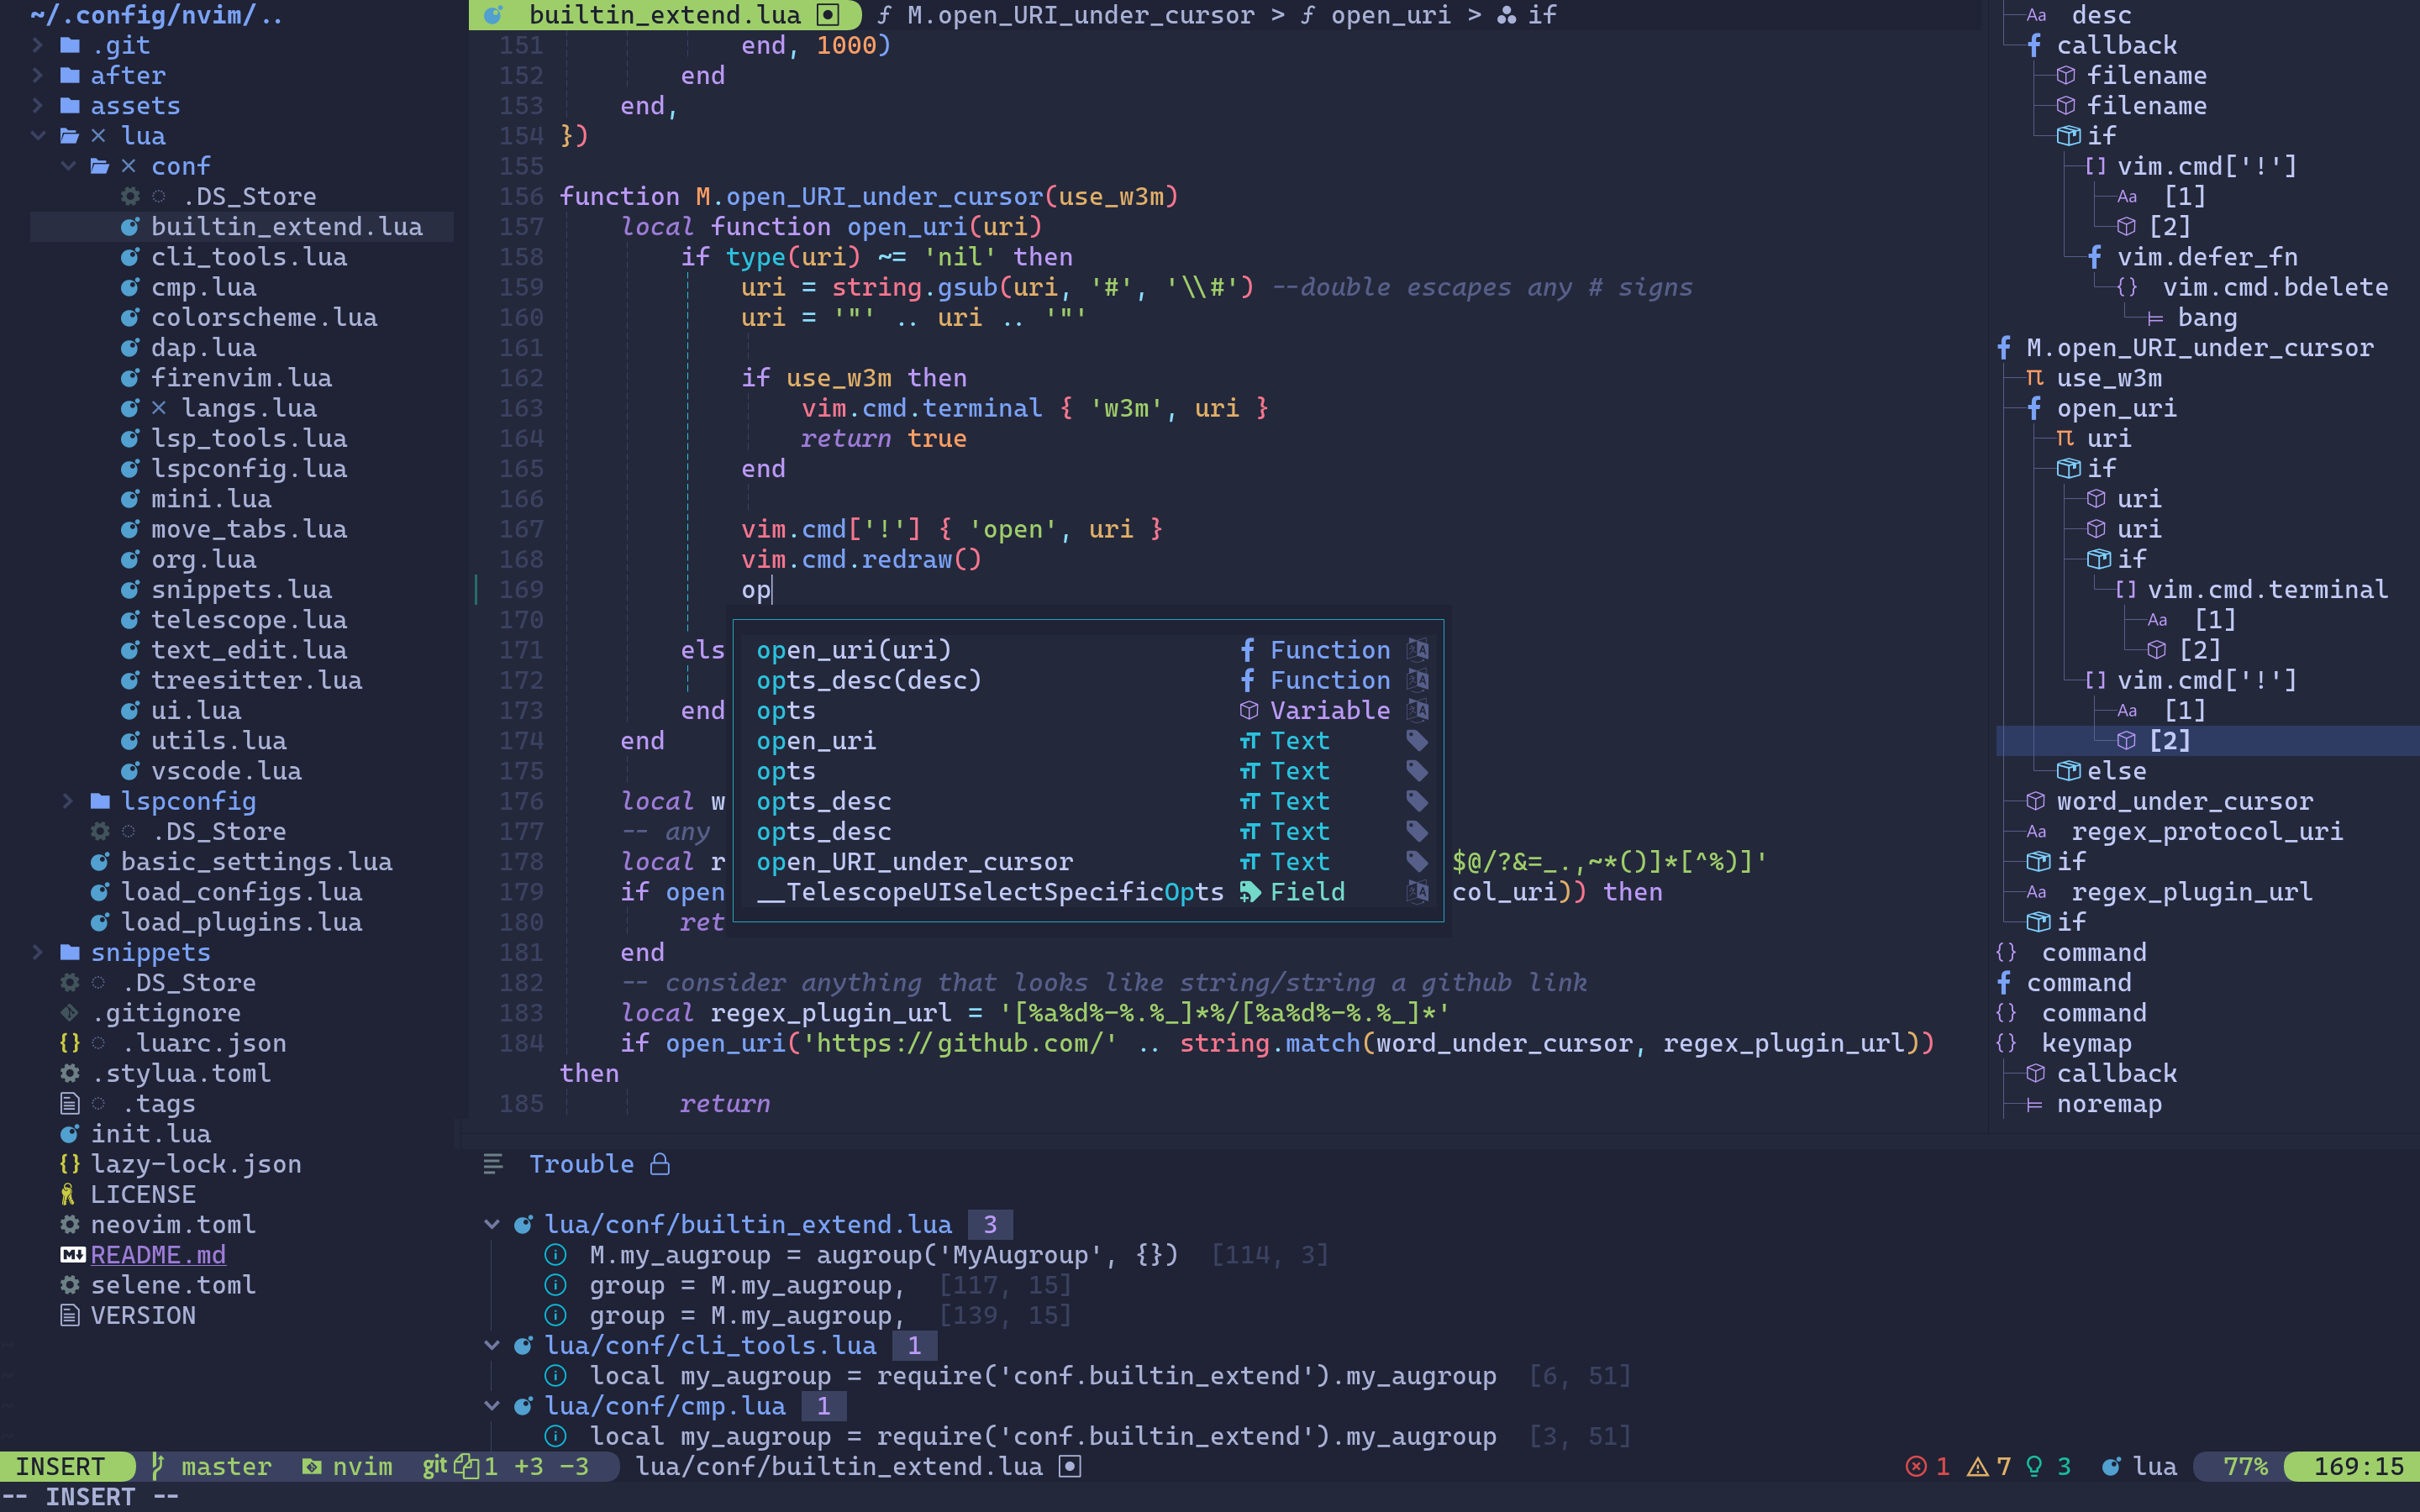 ~/.config/nvim/..
.git
after
assets
lua
conf
.DS_Store
builtin_extend.lua
cli_tools.lua
cmp.lua
colorscheme.lua
dap.lua
firenvim.lua
langs.lua
lsp_tools.lua
lspconfig.lua
mini.lua
move_tabs.lua
org.lua
snippets.lua
telescope.lua
text_edit.lua
treesitter.lua
ui.lua
utils.lua
vscode.lua
lspconfig
.DS_Store
basic_settings.lua
load_configs.lua
load_plugins.lua
snippets
.DS_Store
.gitignore
.luarc.json
.stylua.toml
.tags
init.lua
lazy-lock.json
LICENSE
neovim.toml
README.md
selene.toml
VERSION
builtin_extend.lua ƒ M.open_URI_under_cursor > ƒ open_uri > if
151 end, 1000)
152 end
153 end,
154 })
155
156 function M.open_URI_under_cursor(use_w3m)
157 local function open_uri(uri)
158 if type(uri) ~= 'nil' then
159 uri = string.gsub(uri, '#', '\\#') --double escapes any # signs
160 uri = '"' .. uri .. '"'
161
162 if use_w3m then
163 vim.cmd.terminal { 'w3m', uri }
164 return true
165 end
166
167 vim.cmd['!'] { 'open', uri }
168 vim.cmd.redraw()
169 op
170
171 els
172
173 end
174 end
175
176 local w
177 -- any
178 local r $@/?&=_.,~*()]*[^%)]'
179 if open col_uri)) then
180 ret
181 end
182 -- consider anything that looks like string/string a github link
183 local regex_plugin_url = '[%a%d%-%.%_]*%/[%a%d%-%.%_]*'
184 if open_uri('https://github.com/' .. string.match(word_under_cursor, regex_plugin_url))
then
185 return
open_uri(uri) Function
opts_desc(desc) Function
opts Variable
open_uri Text
opts Text
opts_desc Text
opts_desc Text
open_URI_under_cursor Text
__TelescopeUISelectSpecificOpts Field
Trouble
lua/conf/builtin_extend.lua 3
M.my_augroup = augroup('MyAugroup', {}) [114, 3]
group = M.my_augroup, [117, 15]
group = M.my_augroup, [139, 15]
lua/conf/cli_tools.lua 1
local my_augroup = require('conf.builtin_extend').my_augroup [6, 51]
lua/conf/cmp.lua 1
local my_augroup = require('conf.builtin_extend').my_augroup [3, 51]
Aa desc
callback
filename
filename
if
[] vim.cmd['!']
Aa [1]
[2]
vim.defer_fn
{} vim.cmd.bdelete
bang
M.open_URI_under_cursor
π use_w3m
open_uri
π uri
if
uri
uri
if
[] vim.cmd.terminal
Aa [1]
[2]
[] vim.cmd['!']
Aa [1]
[2]
else
word_under_cursor
Aa regex_protocol_uri
if
Aa regex_plugin_url
if
{} command
command
{} command
{} keymap
callback
noremap
INSERT master nvim git 1 +3 -3 lua/conf/builtin_extend.lua 1 7 3 lua 77% 169:15
-- INSERT --